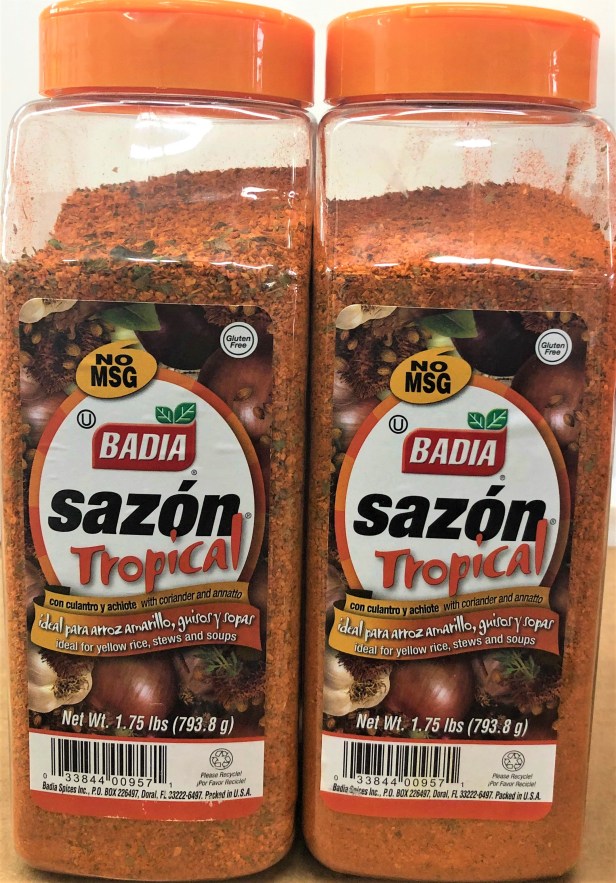 Gluten
Free
NO
MSG
U
BADIA
®
sazón®
Tropical
con culantro y achiote with coriander and annatto
ideal para arroz amarillo, guisos y sopas
ideal for yellow rice, stews and soups
Net Wt. 1.75 lbs (793.8 g)
0 33844 00957 1
Please Recycle!
¡Por Favor Recicle!
Badia Spices Inc., P.O. BOX 226497, Doral, FL 33222-6497. Packed in U.S.A.
Gluten
Free
NO
MSG
U
BADIA
®
sazón®
Tropical
con culantro y achiote with coriander and annatto
ideal para arroz amarillo, guisos y sopas
ideal for yellow rice, stews and soups
Net Wt. 1.75 lbs (793.8 g)
0 33844 00957 1
Please Recycle!
¡Por Favor Recicle!
Badia Spices Inc., P.O. BOX 226497, Doral, FL 33222-6497. Packed in U.S.A.